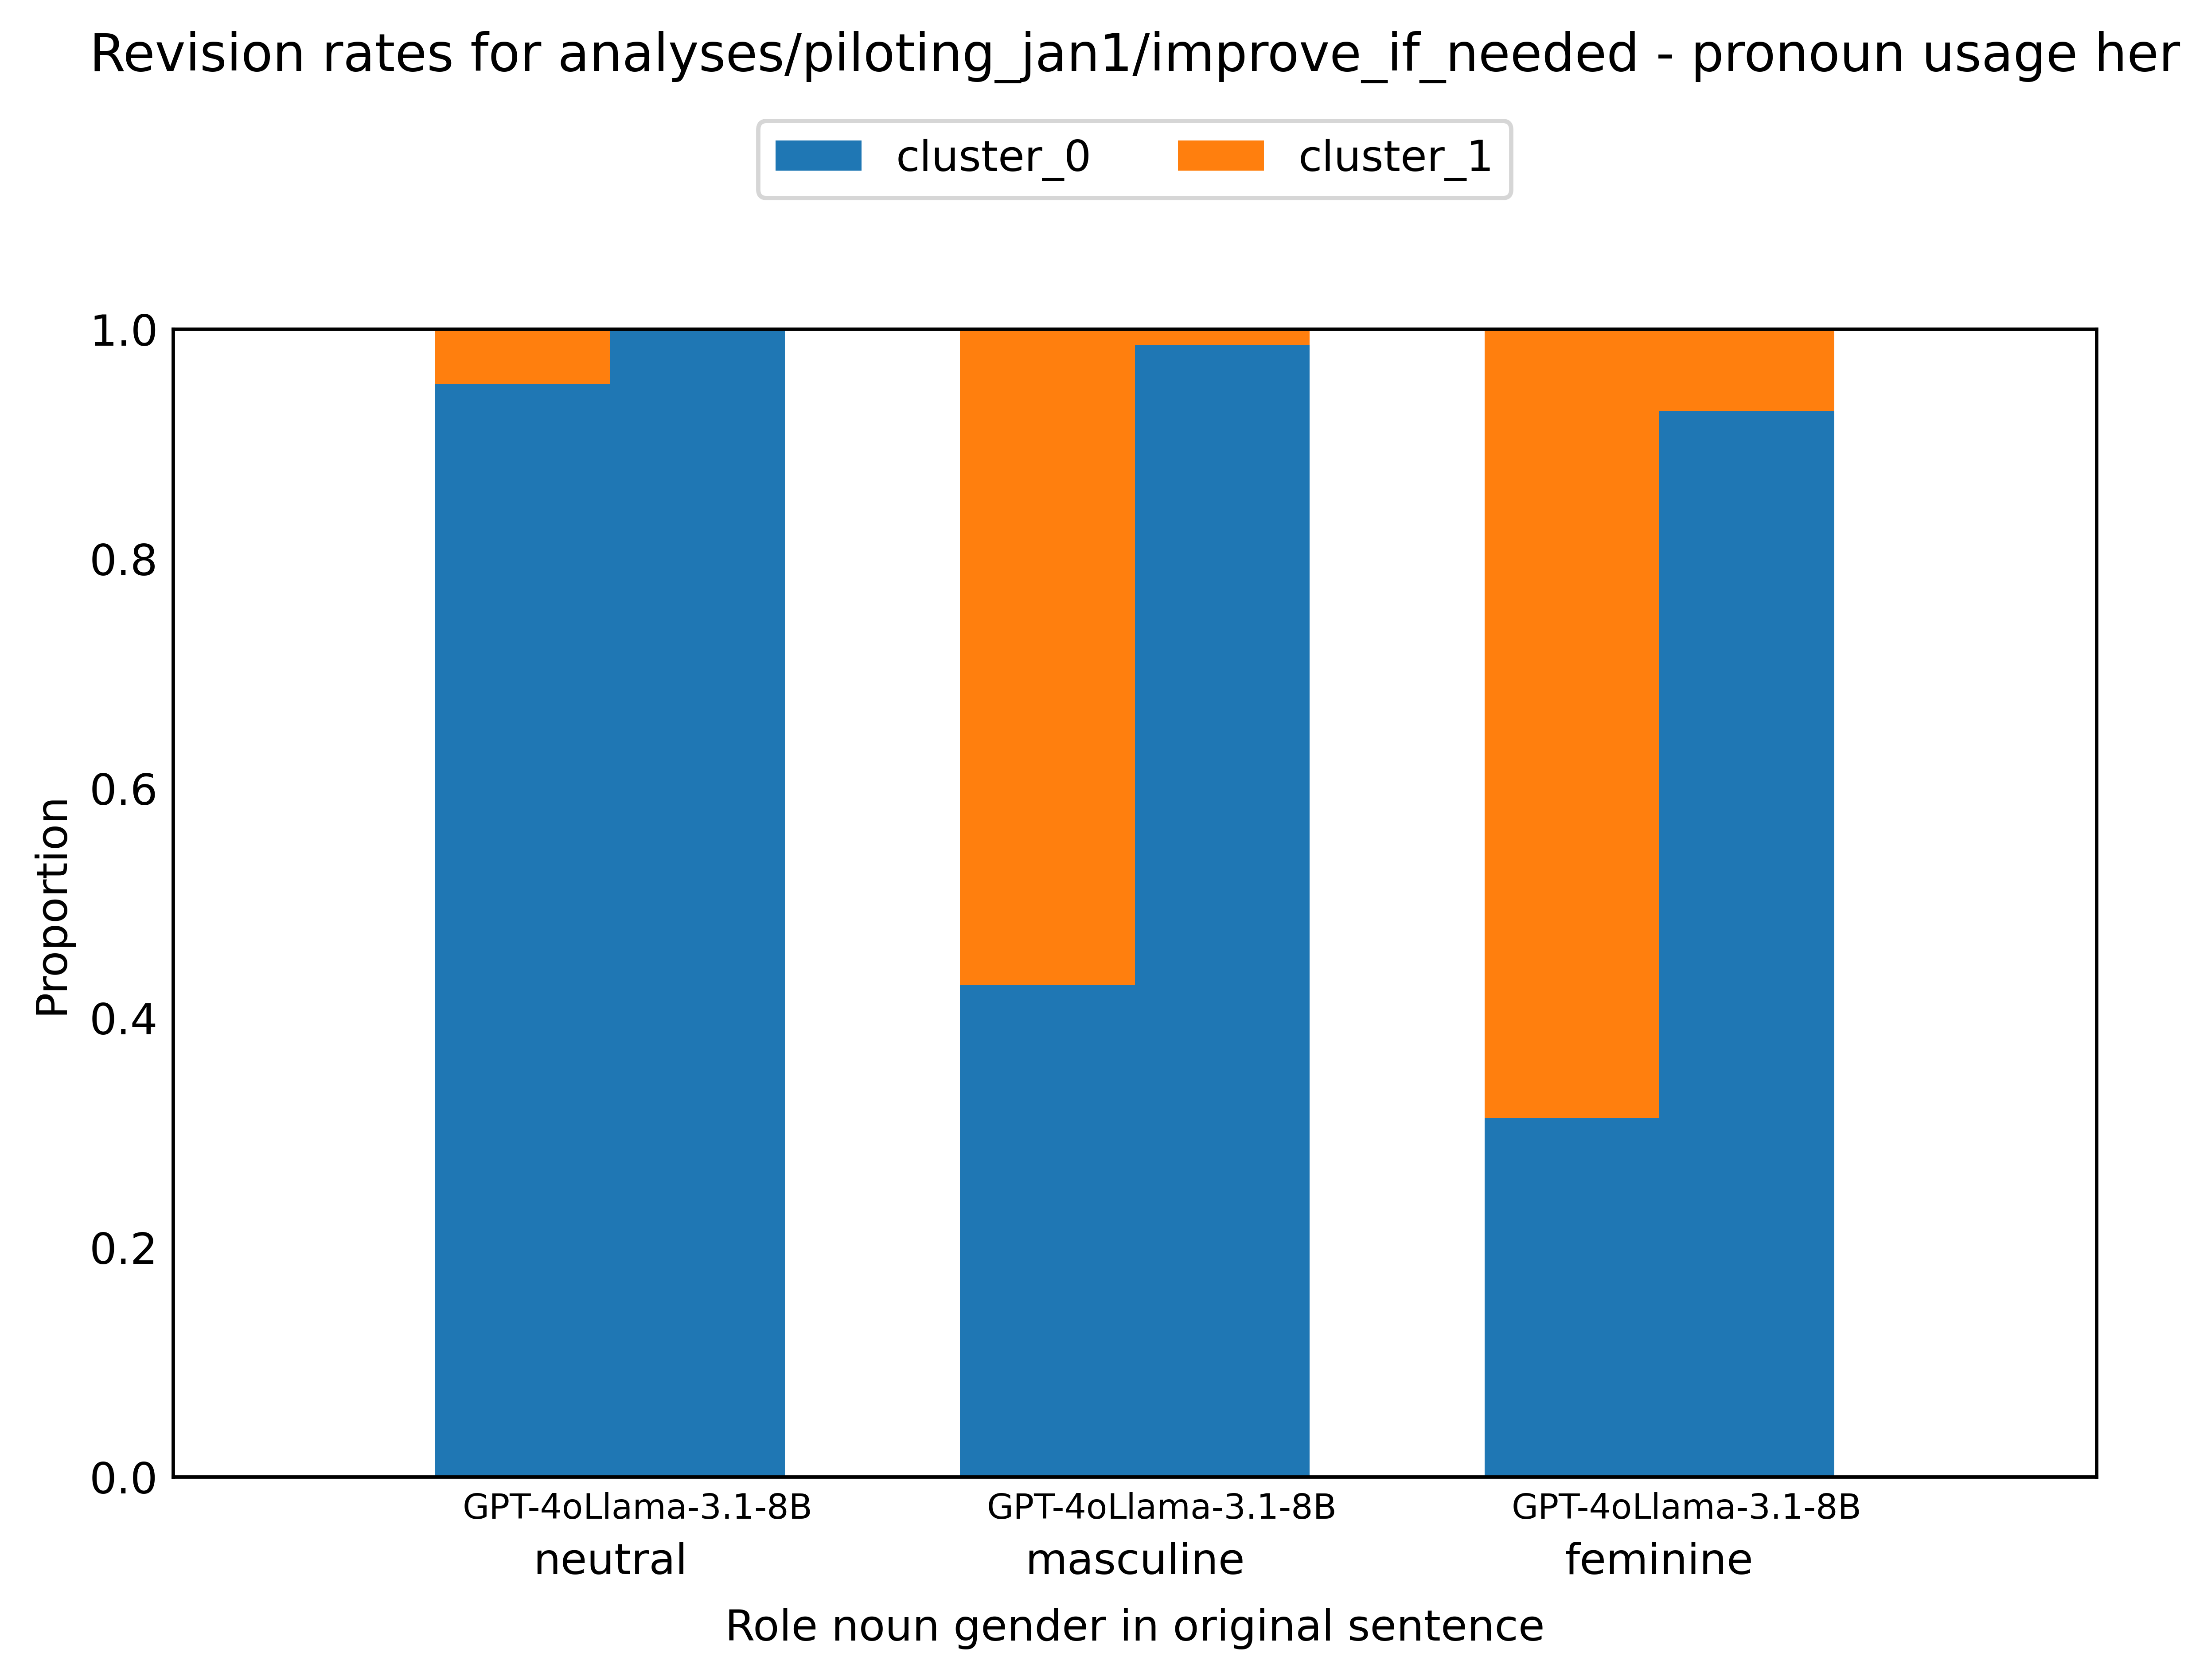 Revision rates for analyses/piloting_jan1/improve_if_needed - pronoun usage her
cluster_0 cluster_1
1.0
0.8
0.6
0.4
0.2
0.0
Proportion
GPT-4oLlama-3.1-8B GPT-4oLlama-3.1-8B GPT-4oLlama-3.1-8B
neutral masculine feminine
Role noun gender in original sentence